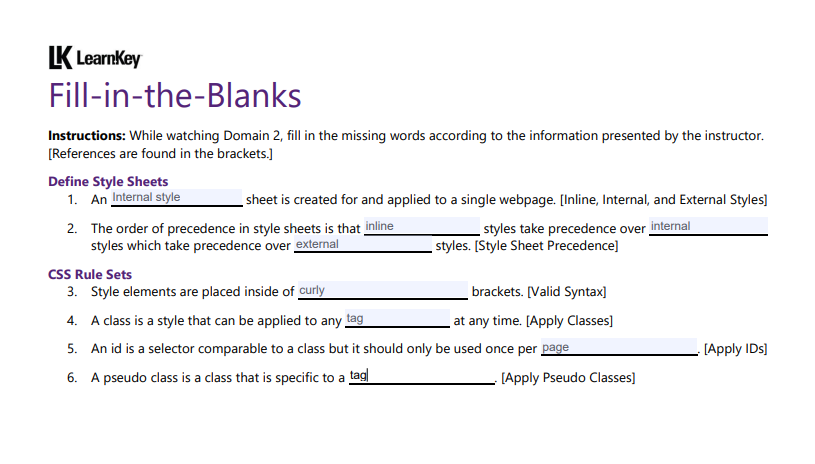 LK LearnKey
Fill-in-the-Blanks
Instructions: While watching Domain 2, fill in the missing words according to the information presented by the instructor.
[References are found in the brackets.]
Define Style Sheets
1. An Internal style sheet is created for and applied to a single webpage. [Inline, Internal, and External Styles]
2. The order of precedence in style sheets is that inline styles take precedence over internal
styles which take precedence over external styles. [Style Sheet Precedence]
CSS Rule Sets
3. Style elements are placed inside of curly brackets. [Valid Syntax]
4. A class is a style that can be applied to any tag at any time. [Apply Classes]
5. An id is a selector comparable to a class but it should only be used once per page. [Apply IDs]
6. A pseudo class is a class that is specific to a tag. [Apply Pseudo Classes]